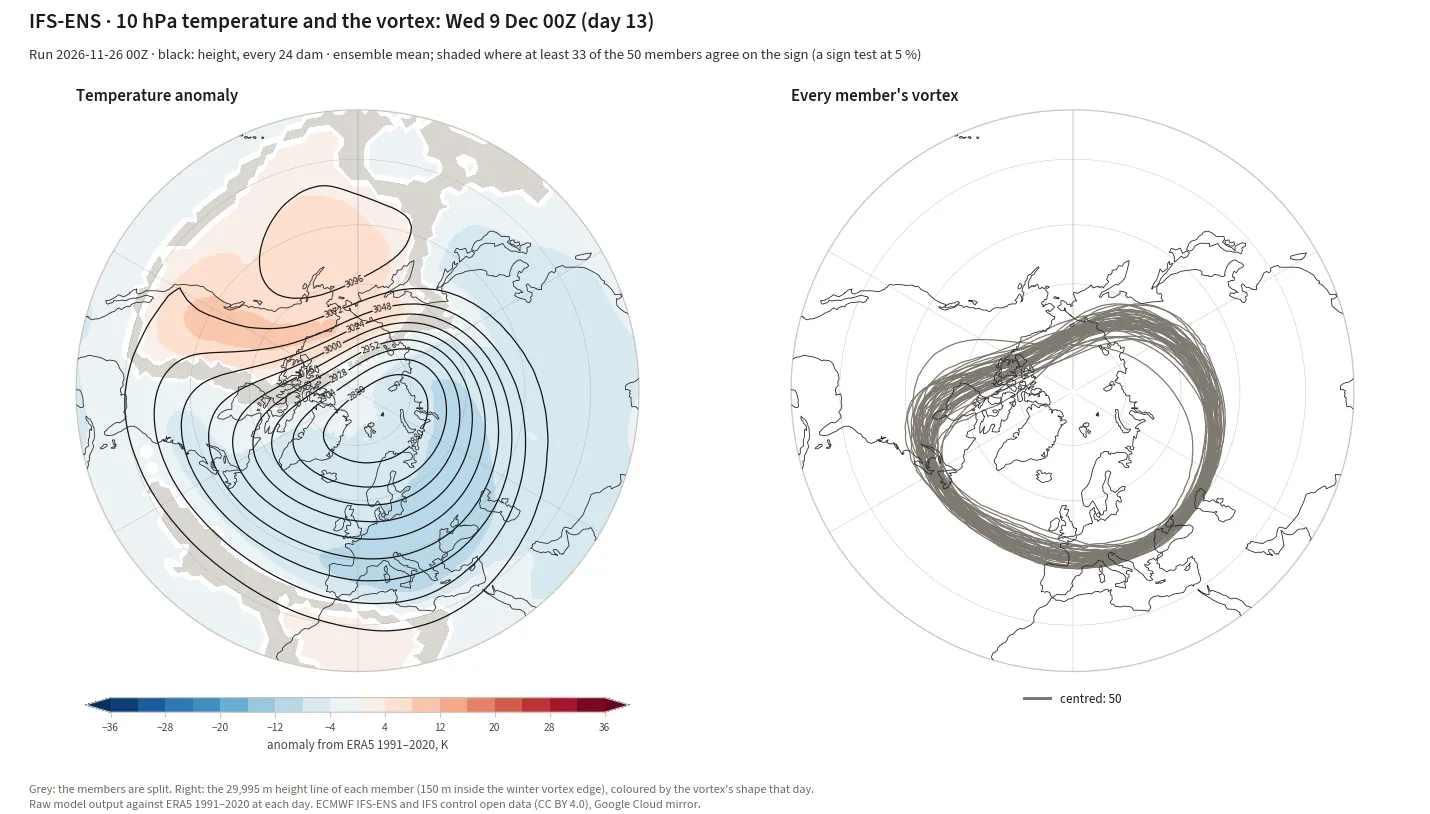 IFS-ENS · 10 hPa temperature and the vortex: Wed 9 Dec 00Z (day 13)
Run 2026-11-26 00Z · black: height, every 24 dam · ensemble mean; shaded where at least 33 of the 50 members agree on the sign (a sign test at 5 %)
Temperature anomaly
Every member's vortex
3096
3048
3072
3024
3000
2952
2928
2880
−36 −28 −20 −12 −4 4 12 20 28 36
anomaly from ERA5 1991–2020, K
centred: 50
Grey: the members are split. Right: the 29,995 m height line of each member (150 m inside the winter vortex edge), coloured by the vortex's shape that day.
Raw model output against ERA5 1991–2020 at each day. ECMWF IFS-ENS and IFS control open data (CC BY 4.0), Google Cloud mirror.